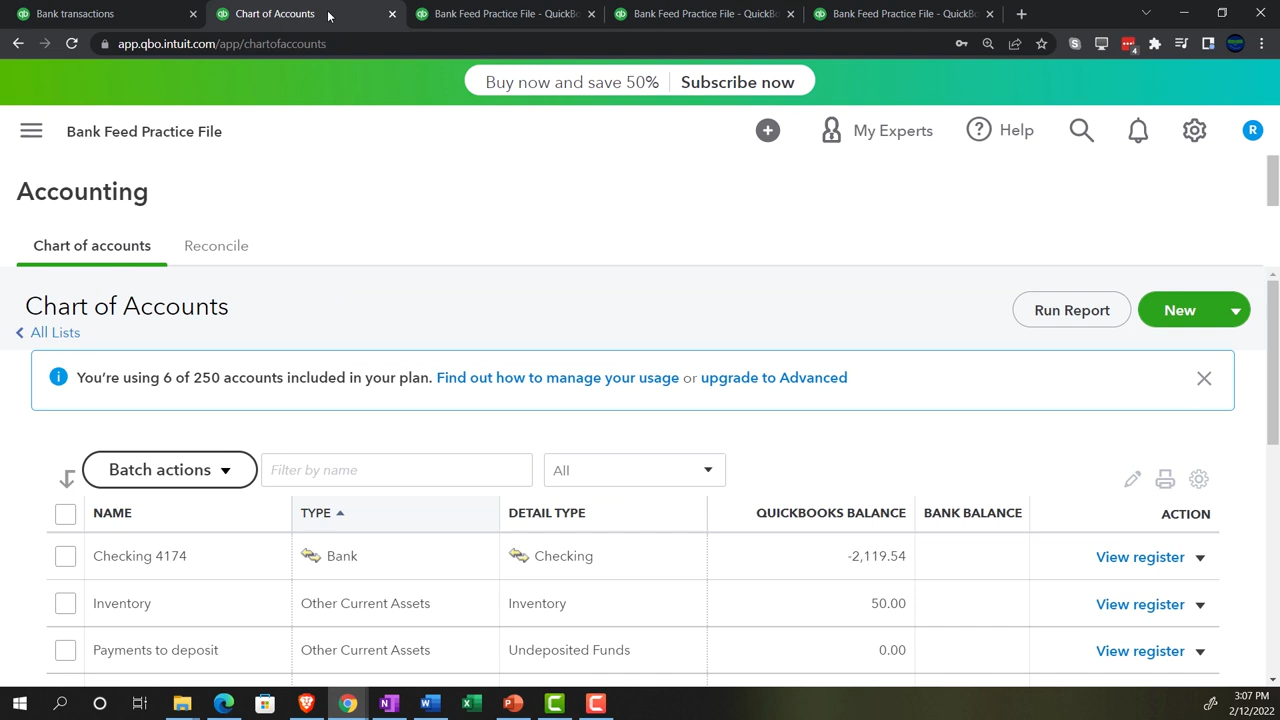 Bank transactions
Chart of Accounts
Bank Feed Practice File - QuickBo
Bank Feed Practice File - QuickBo
Bank Feed Practice File - QuickBo
app.qbo.intuit.com/app/chartofaccounts
4
Buy now and save 50% Subscribe now
Bank Feed Practice File
My Experts
Help
R
Accounting
Chart of accounts
Reconcile
Chart of Accounts
All Lists
Run Report
New
You're using 6 of 250 accounts included in your plan. Find out how to manage your usage or upgrade to Advanced
Batch actions
Filter by name
All
NAME TYPE DETAIL TYPE QUICKBOOKS BALANCE BANK BALANCE ACTION
Checking 4174 Bank Checking -2,119.54 View register
Inventory Other Current Assets Inventory 50.00 View register
Payments to deposit Other Current Assets Undeposited Funds 0.00 View register
3:07 PM
2/12/2022